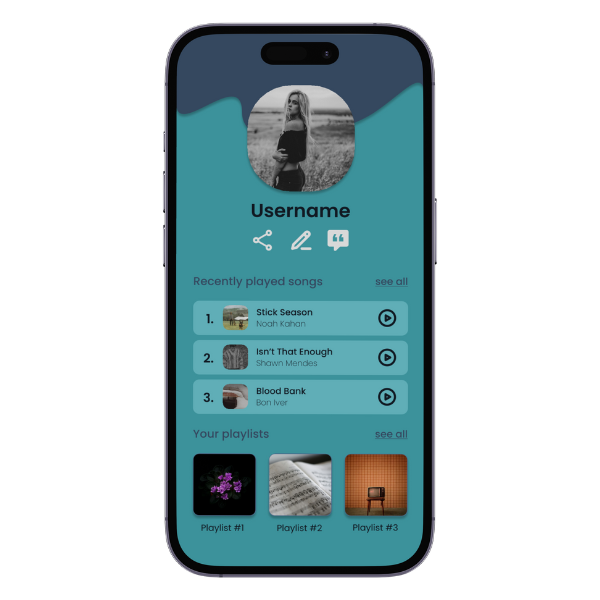 Username
Recently played songs see all
1. Stick Season
Noah Kahan
2. Isn't That Enough
Shawn Mendes
3. Blood Bank
Bon Iver
Your playlists see all
Playlist #1 Playlist #2 Playlist #3